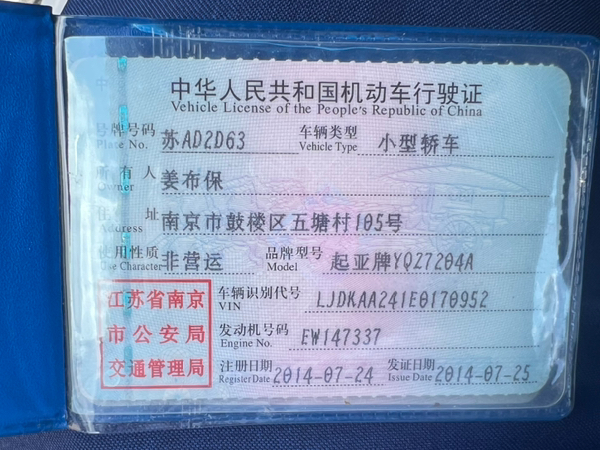 中华人民共和国机动车行驶证
Vehicle License of the People's Republic of China
号牌号码 苏AD2D63 车辆类型 小型轿车
Plate No. Vehicle Type
所有人 姜布保
Owner
住址 南京市鼓楼区五塘村105号
Address
使用性质 非营运 品牌型号 起亚牌YQZ7204A
Use Character Model
江苏省南京
市公安局
交通管理局
车辆识别代号 LJDKAA241E0170952
VIN
发动机号码 EW147337
Engine No.
注册日期 2014-07-24 发证日期 2014-07-25
Register Date Issue Date